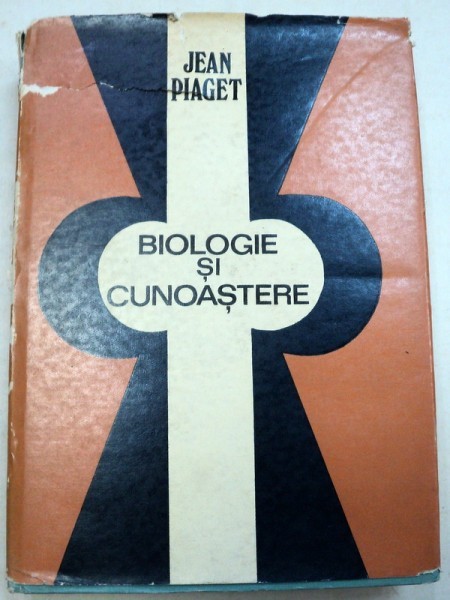 JEAN
PIAGET
BIOLOGIE
ȘI
CUNOAȘTERE